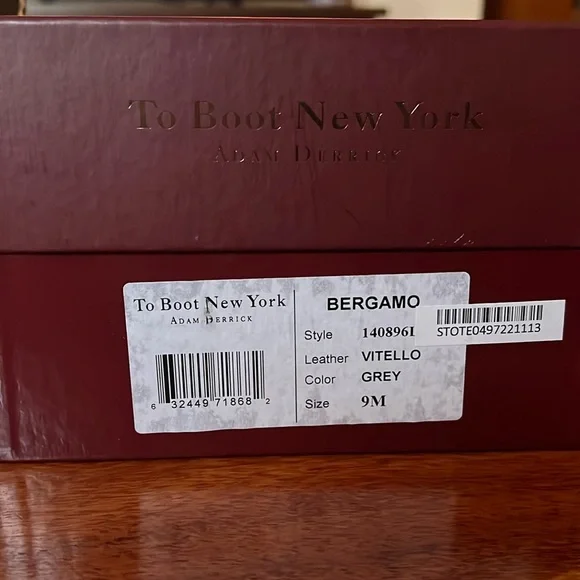 To Boot New York
ADAM DERRICK
To Boot New York
ADAM DERRICK
6 32449 71868 2
BERGAMO
Style 140896I
Leather VITELLO
Color GREY
Size 9M
STOTE0497221113